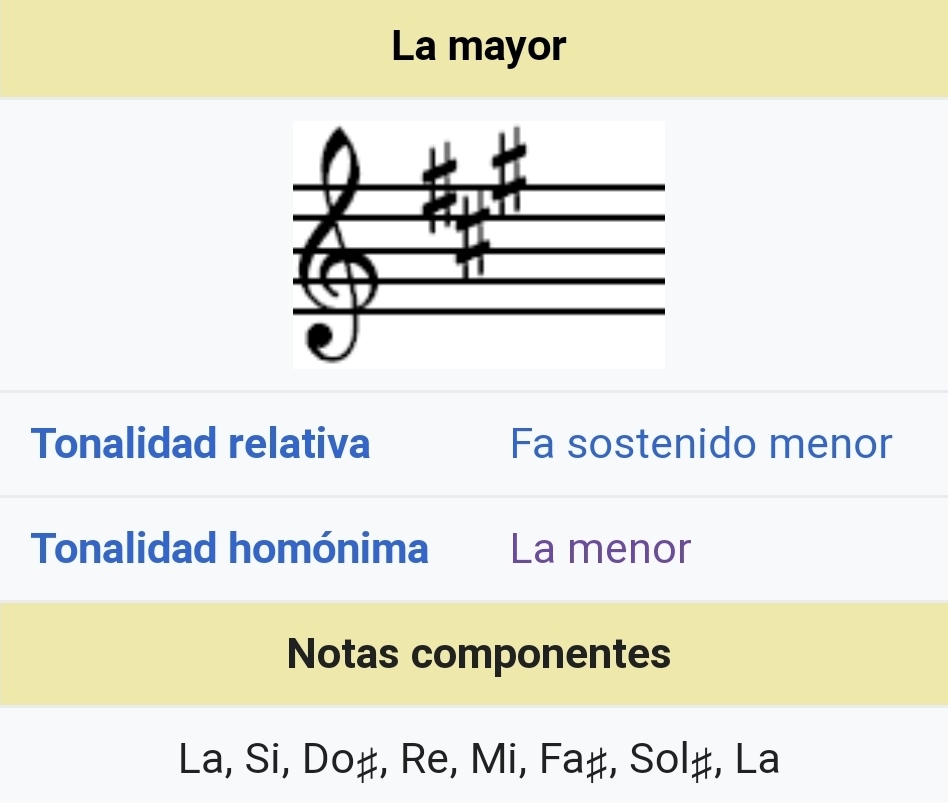 La mayor
Tonalidad relativa Fa sostenido menor
Tonalidad homónima La menor
Notas componentes
La, Si, Do♯, Re, Mi, Fa♯, Sol♯, La